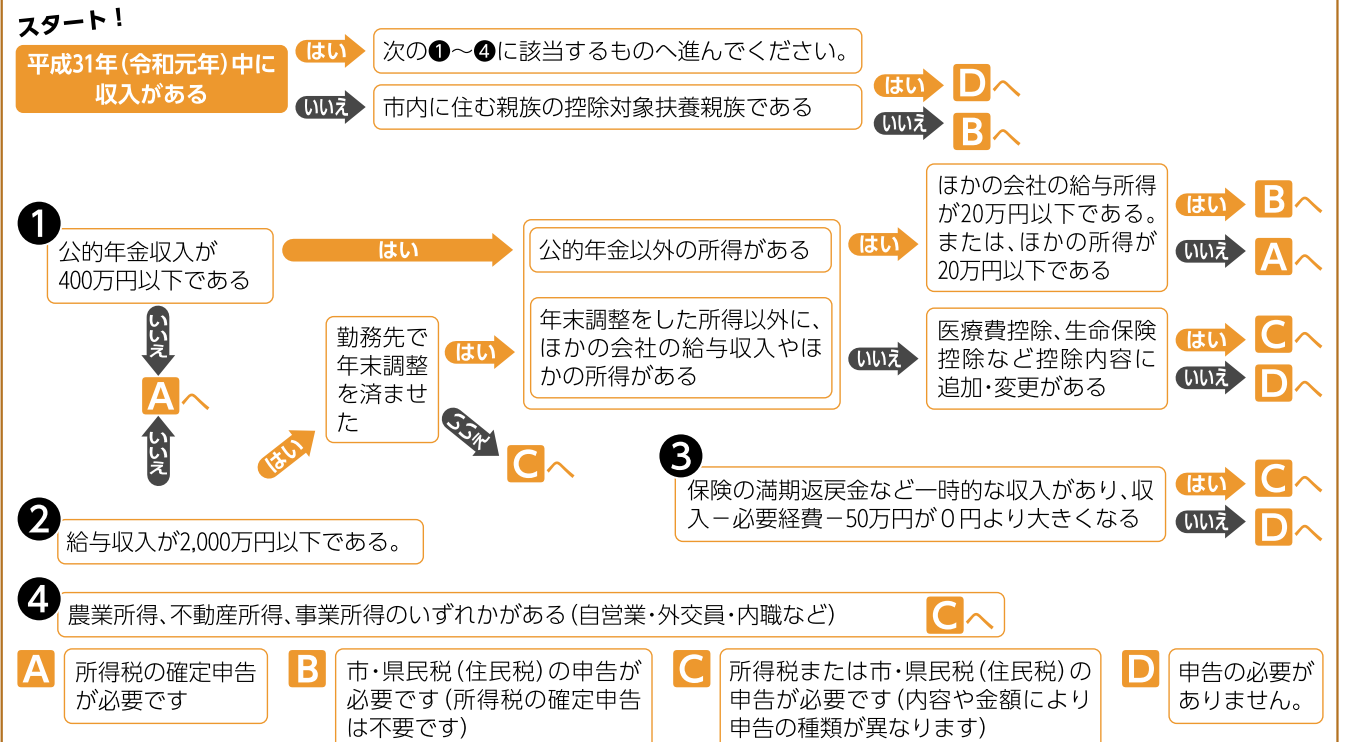 スタート！
平成31年（令和元年）中に
収入がある
はい
次の❶～❹に該当するものへ進んでください。
いいえ
市内に住む親族の控除対象扶養親族である
はい
Dへ
いいえ
Bへ
❶
公的年金収入が
400万円以下である
はい
公的年金以外の所得がある
はい
ほかの会社の給与所得
が20万円以下である。
または、ほかの所得が
20万円以下である
はい
Bへ
いいえ
Aへ
いいえ
Aへ
いいえ
はい
勤務先で
年末調整
を済ませ
た
はい
年末調整をした所得以外に、
ほかの会社の給与収入やほ
かの所得がある
いいえ
医療費控除、生命保険
控除など控除内容に
追加・変更がある
はい
Cへ
いいえ
Dへ
いいえ
Cへ
❷
給与収入が2,000万円以下である。
❸
保険の満期返戻金など一時的な収入があり、収
入－必要経費－50万円が０円より大きくなる
はい
Cへ
いいえ
Dへ
❹
農業所得、不動産所得、事業所得のいずれかがある（自営業・外交員・内職など）
Cへ
A
所得税の確定申告
が必要です
B
市・県民税（住民税）の申告が
必要です（所得税の確定申告
は不要です）
C
所得税または市・県民税（住民税）の
申告が必要です（内容や金額により
申告の種類が異なります）
D
申告の必要が
ありません。